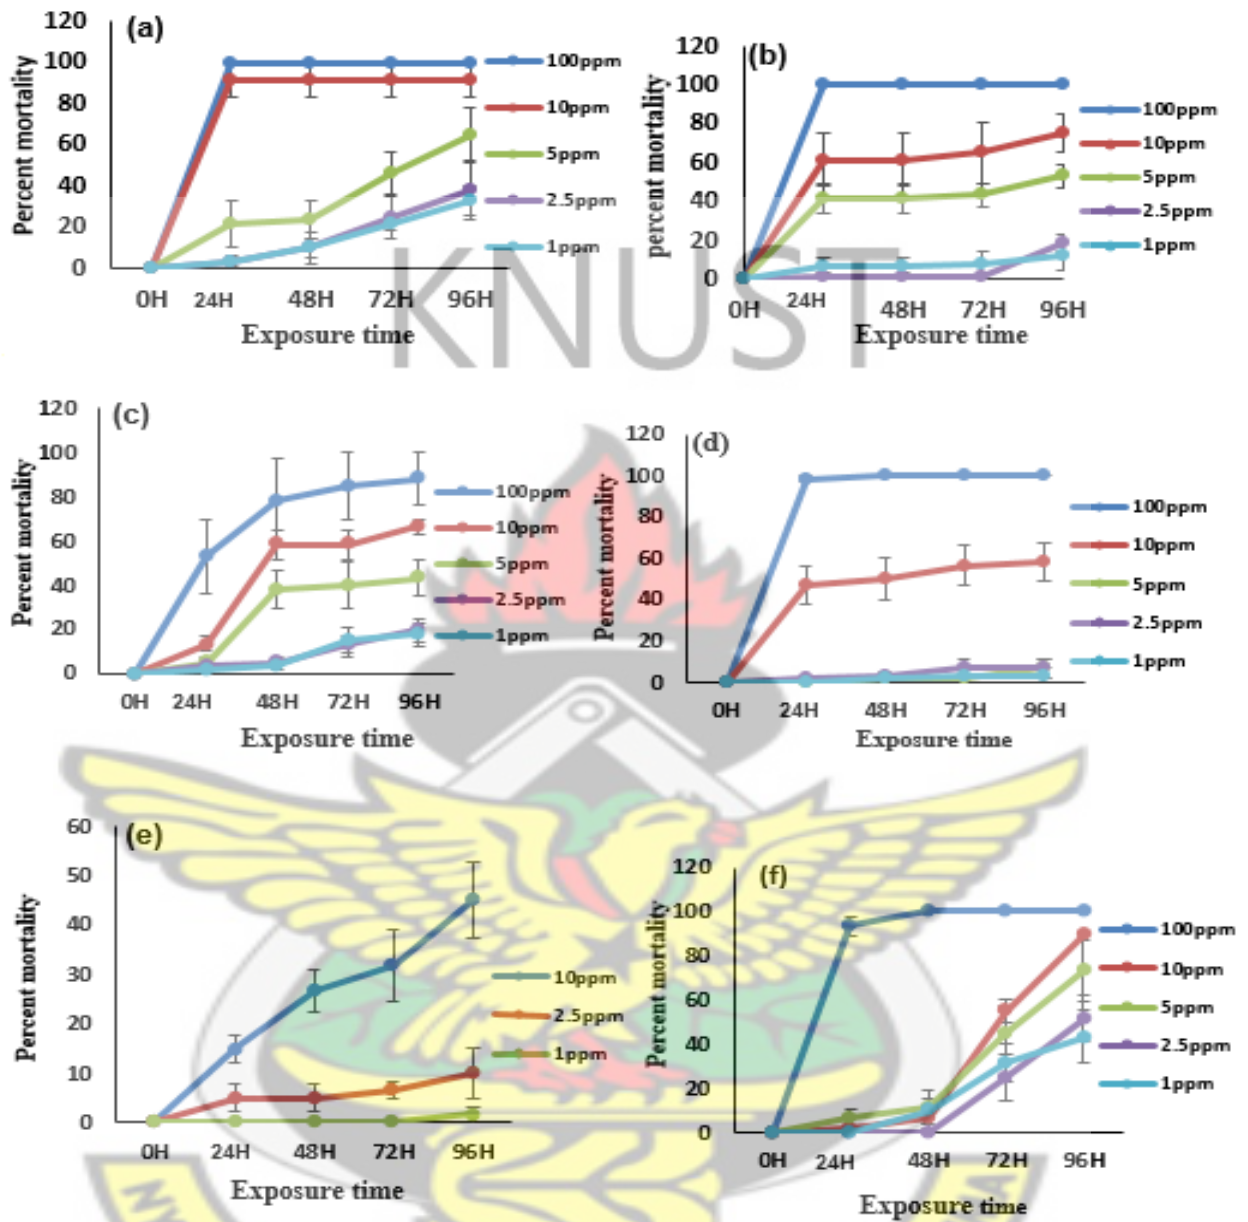 (a)
Percent mortality
120
100
80
60
40
20
0
0H 24H 48H 72H 96H
Exposure time
100ppm
10ppm
5ppm
2.5ppm
1ppm
(b)
percent mortality
120
100
80
60
40
20
0
0H 24H 48H 72H 96H
Exposure time
100ppm
10ppm
5ppm
2.5ppm
1ppm
KNUST
(c)
Percent mortality
120
100
80
60
40
20
0
0H 24H 48H 72H 96H
Exposure time
100ppm
10ppm
5ppm
2.5ppm
1ppm
(d)
Percent mortality
120
100
80
60
40
20
0
0H 24H 48H 72H 96H
Exposure time
100ppm
10ppm
5ppm
2.5ppm
1ppm
(e)
Percent mortality
60
50
40
30
20
10
0
0H 24H 48H 72H 96H
Exposure time
10ppm
2.5ppm
1ppm
(f)
Percent mortality
120
100
80
60
40
20
0
0H 24H 48H 72H 96H
Exposure time
100ppm
10ppm
5ppm
2.5ppm
1ppm